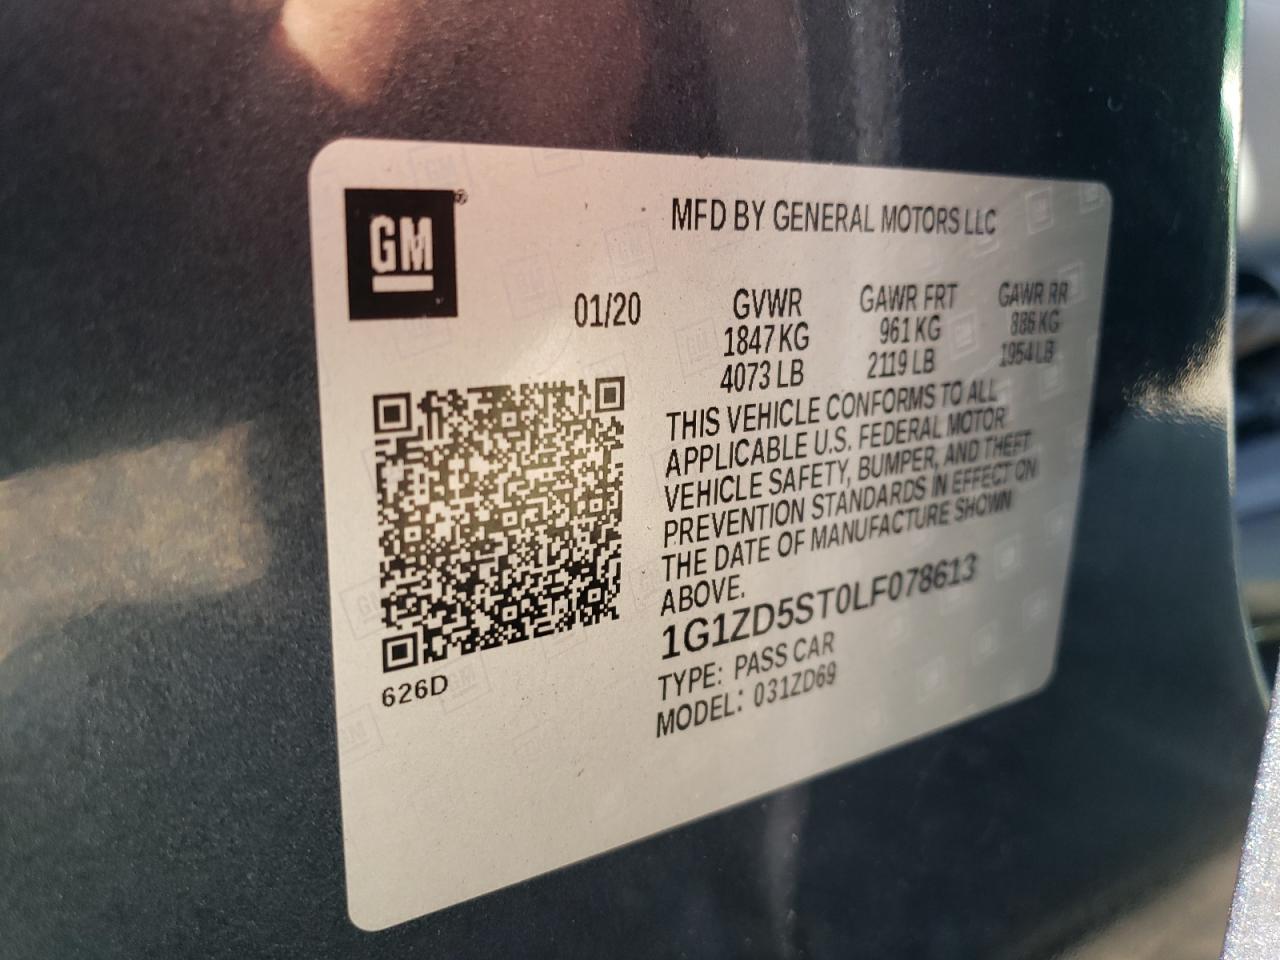 GM®
MFD BY GENERAL MOTORS LLC
01/20
GVWR GAWR FRT GAWR RR
1847 KG 961 KG 886 KG
4073 LB 2119 LB 1954 LB
THIS VEHICLE CONFORMS TO ALL
APPLICABLE U.S. FEDERAL MOTOR
VEHICLE SAFETY, BUMPER, AND THEFT
PREVENTION STANDARDS IN EFFECT ON
THE DATE OF MANUFACTURE SHOWN
ABOVE.
1G1ZD5ST0LF078613
TYPE: PASS CAR
MODEL: 031ZD69
626D